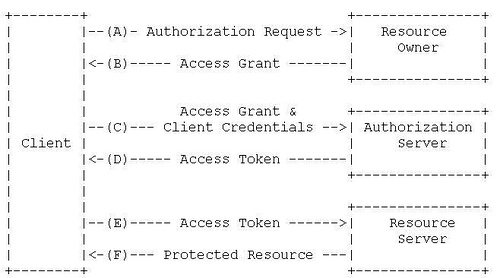 +--------+                               +---------------+
|        |--(A)- Authorization Request ->|   Resource    |
|        |                               |     Owner     |
|        |<-(B)----- Access Grant -------|               |
|        |                               +---------------+
|        |
|        |        Access Grant &         +---------------+
|        |--(C)--- Client Credentials -->| Authorization |
| Client |                               |     Server    |
|        |<-(D)----- Access Token -------|               |
|        |                               +---------------+
|        |
|        |                               +---------------+
|        |--(E)----- Access Token ------>|    Resource   |
|        |                               |     Server    |
|        |<-(F)--- Protected Resource ---|               |
+--------+                               +---------------+